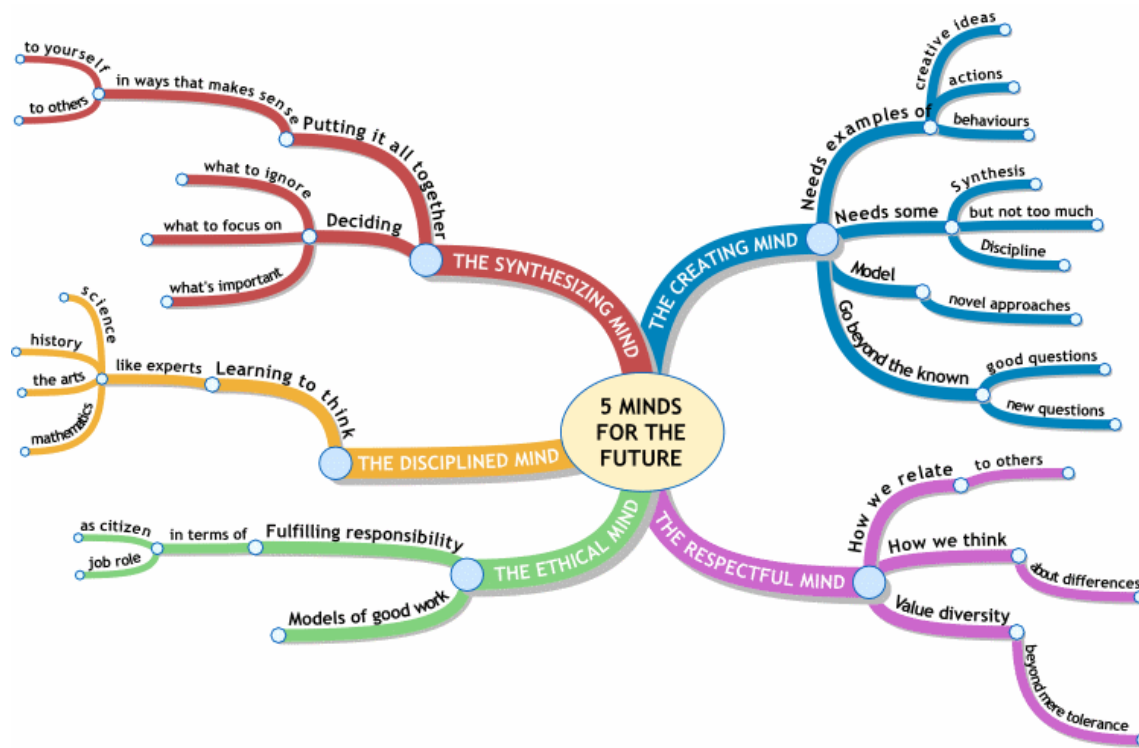 5 MINDS
FOR THE
FUTURE
THE CREATING MIND
Needs examples of
creative ideas
actions
behaviours
Needs some
Synthesis
but not too much
Discipline
Model
novel approaches
Go beyond the known
good questions
new questions
THE RESPECTFUL MIND
How we relate
to others
How we think
about differences
Value diversity
beyond mere tolerance
THE ETHICAL MIND
Fulfilling responsibility
in terms of
as citizen
job role
Models of good work
THE DISCIPLINED MIND
Learning to think
like experts
science
history
the arts
mathematics
THE SYNTHESIZING MIND
Putting it all together
in ways that makes sense
to yourself
to others
Deciding
what to ignore
what to focus on
what's important